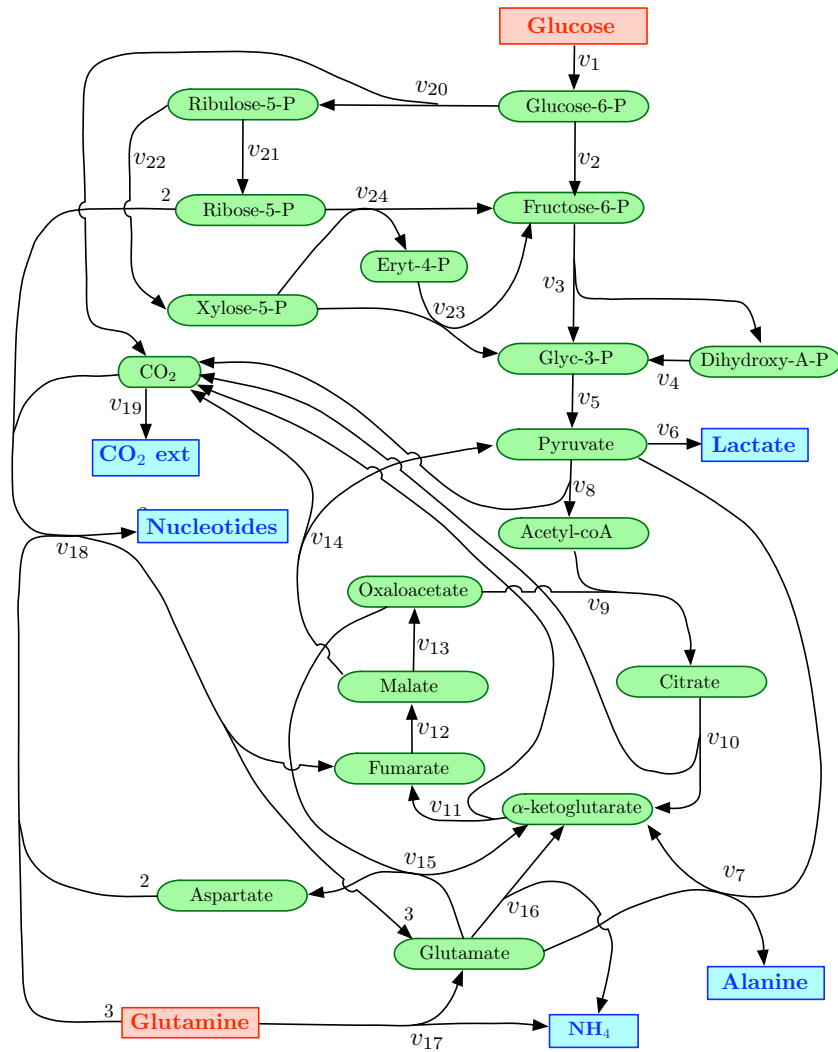 Glucose
v1
v20
Ribulose-5-P
Glucose-6-P
v22
v21
v2
2
v24
Ribose-5-P
Fructose-6-P
Eryt-4-P
v3
Xylose-5-P
v23
Glyc-3-P
Dihydroxy-A-P
CO2
v4
v19
v5
v6
CO2 ext
Pyruvate
Lactate
v8
Nucleotides
Acetyl-coA
v18
v14
Oxaloacetate
v9
v13
Malate
Citrate
v12
v10
Fumarate
v11
α-ketoglutarate
v15
v7
2
Aspartate
3
v16
Glutamate
Alanine
3
Glutamine
NH4
v17